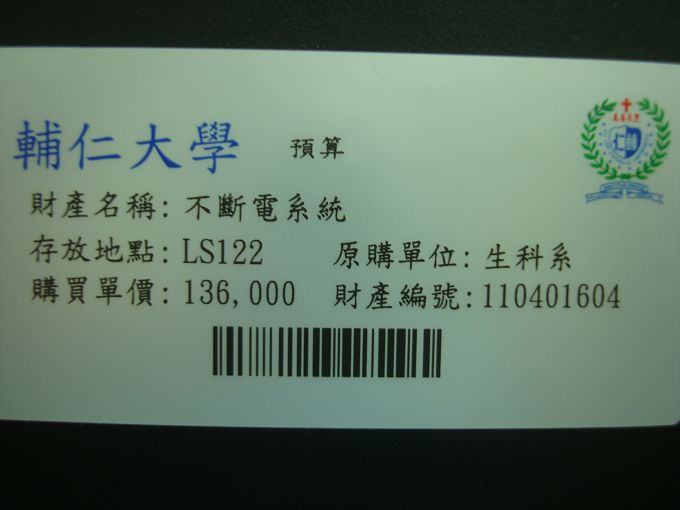 輔仁大學 預算
財產名稱: 不斷電系統
存放地點: LS122 原購單位: 生科系
購買單價: 136,000 財產編號: 110401604